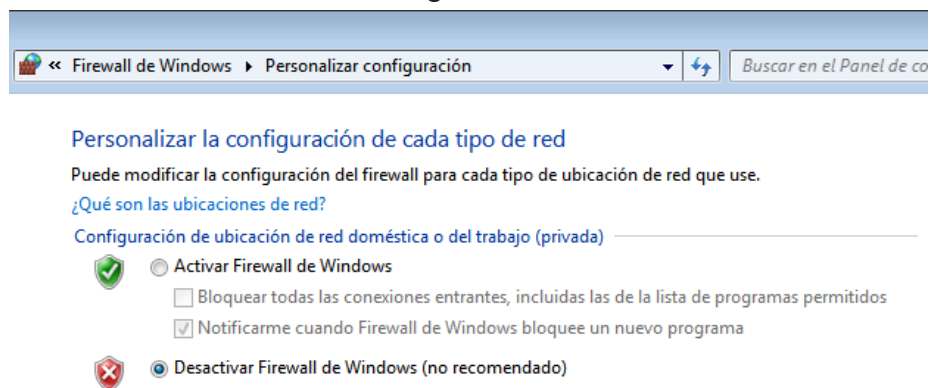 « Firewall de Windows ▸ Personalizar configuración
Buscar en el Panel de co
Personalizar la configuración de cada tipo de red
Puede modificar la configuración del firewall para cada tipo de ubicación de red que use.
¿Qué son las ubicaciones de red?
Configuración de ubicación de red doméstica o del trabajo (privada)
Activar Firewall de Windows
Bloquear todas las conexiones entrantes, incluidas las de la lista de programas permitidos
Notificarme cuando Firewall de Windows bloquee un nuevo programa
Desactivar Firewall de Windows (no recomendado)